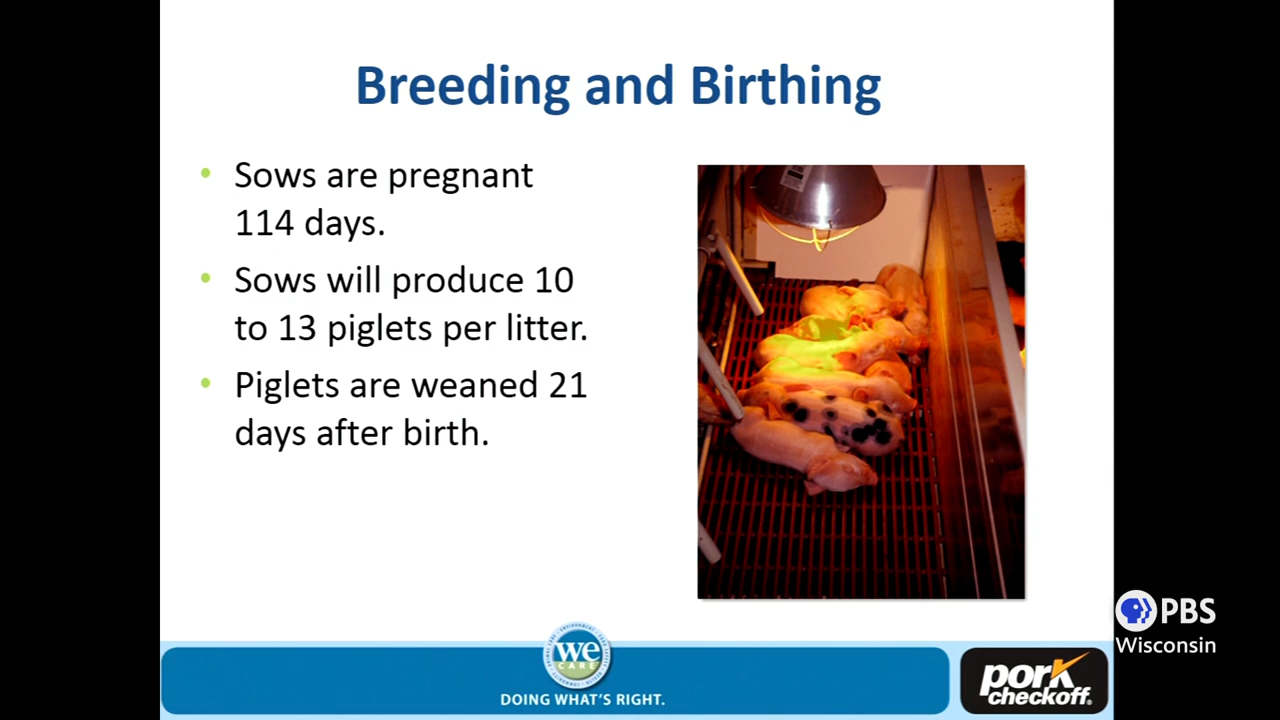 Breeding and Birthing
• Sows are pregnant
114 days.
• Sows will produce 10
to 13 piglets per litter.
• Piglets are weaned 21
days after birth.
we
CARE
DOING WHAT'S RIGHT.
pork
checkoff®
PBS
Wisconsin